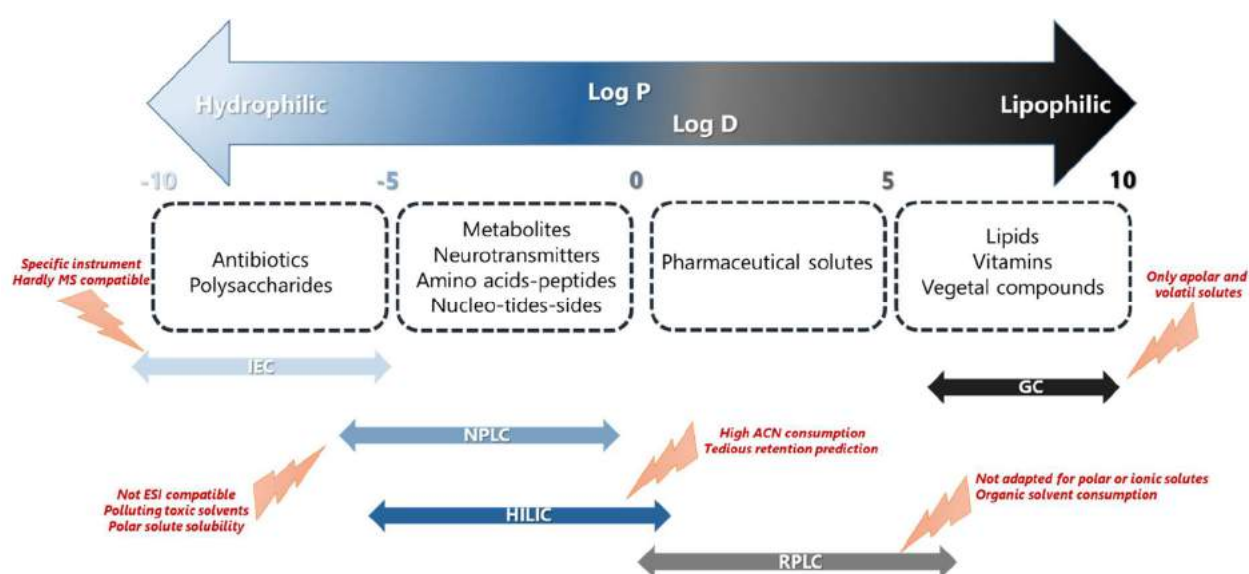 Hydrophilic
Log P
Log D
Lipophilic
-10
-5
0
5
10
Specific instrument
Hardly MS compatible
Antibiotics
Polysaccharides
Metabolites
Neurotransmitters
Amino acids-peptides
Nucleo-tides-sides
Pharmaceutical solutes
Lipids
Vitamins
Vegetal compounds
Only apolar and
volatil solutes
IEC
GC
NPLC
High ACN consumption
Tedious retention prediction
Not ESI compatible
Polluting toxic solvents
Polar solute solubility
HILIC
Not adapted for polar or ionic solutes
Organic solvent consumption
RPLC